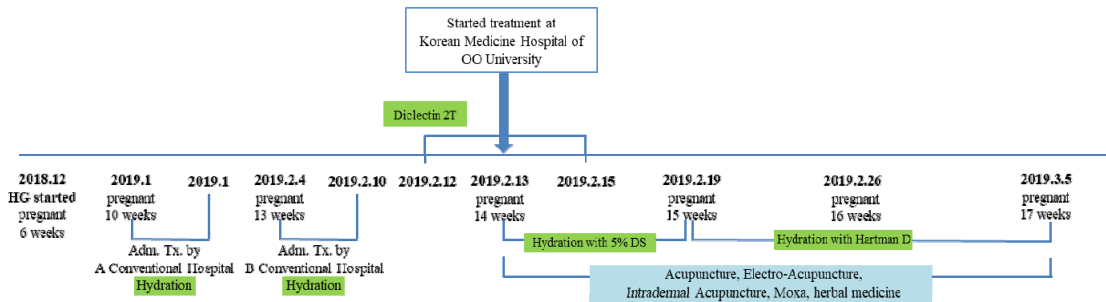 Started treatment at
Korean Medicine Hospital of
OO University
Diclectin 2T
2018.12
HG started
pregnant
6 weeks
2019.1
pregnant
10 weeks
2019.1
2019.2.4
pregnant
13 weeks
2019.2.10
2019.2.12
2019.2.13
pregnant
14 weeks
2019.2.15
2019.2.19
pregnant
15 weeks
2019.2.26
pregnant
16 weeks
2019.3.5
pregnant
17 weeks
Adm. Tx. by
A Conventional Hospital
Hydration
Adm. Tx. by
B Conventional Hospital
Hydration
Hydration with 5% DS
Hydration with Hartman D
Acupuncture, Electro-Acupuncture,
Intradermal Acupuncture, Moxa, herbal medicine